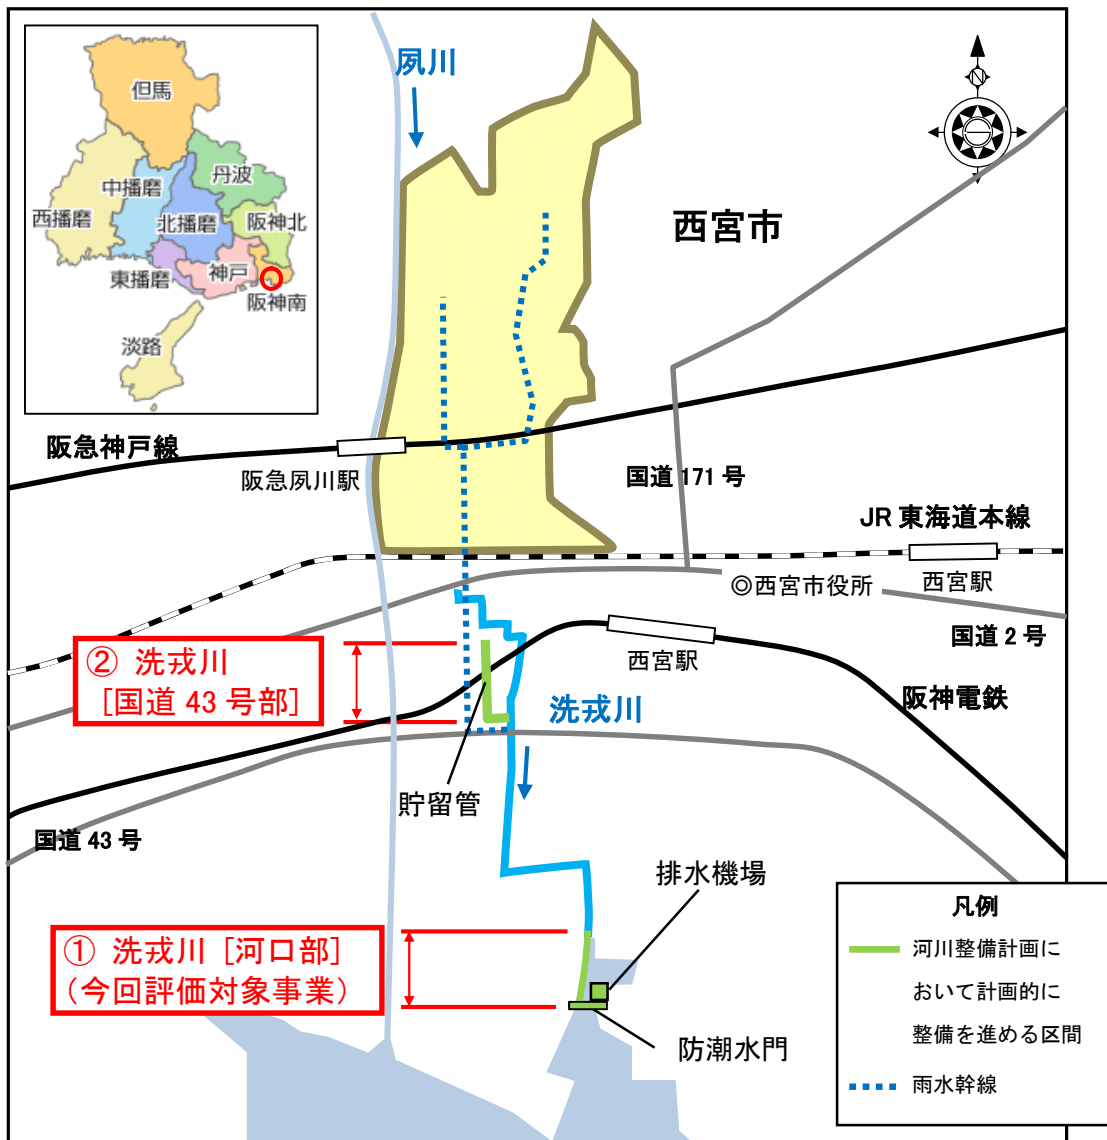 但馬
中播磨
丹波
西播磨
北播磨
阪神北
東播磨
神戸
阪神南
淡路
夙川
N
西宮市
阪急神戸線
阪急夙川駅
国道 171 号
JR 東海道本線
西宮駅
◎西宮市役所
国道 2 号
西宮駅
阪神電鉄
② 洗戎川
[国道 43 号部]
洗戎川
貯留管
国道 43 号
排水機場
① 洗戎川 [河口部]
(今回評価対象事業)
防潮水門
凡例
河川整備計画に
おいて計画的に
整備を進める区間
雨水幹線